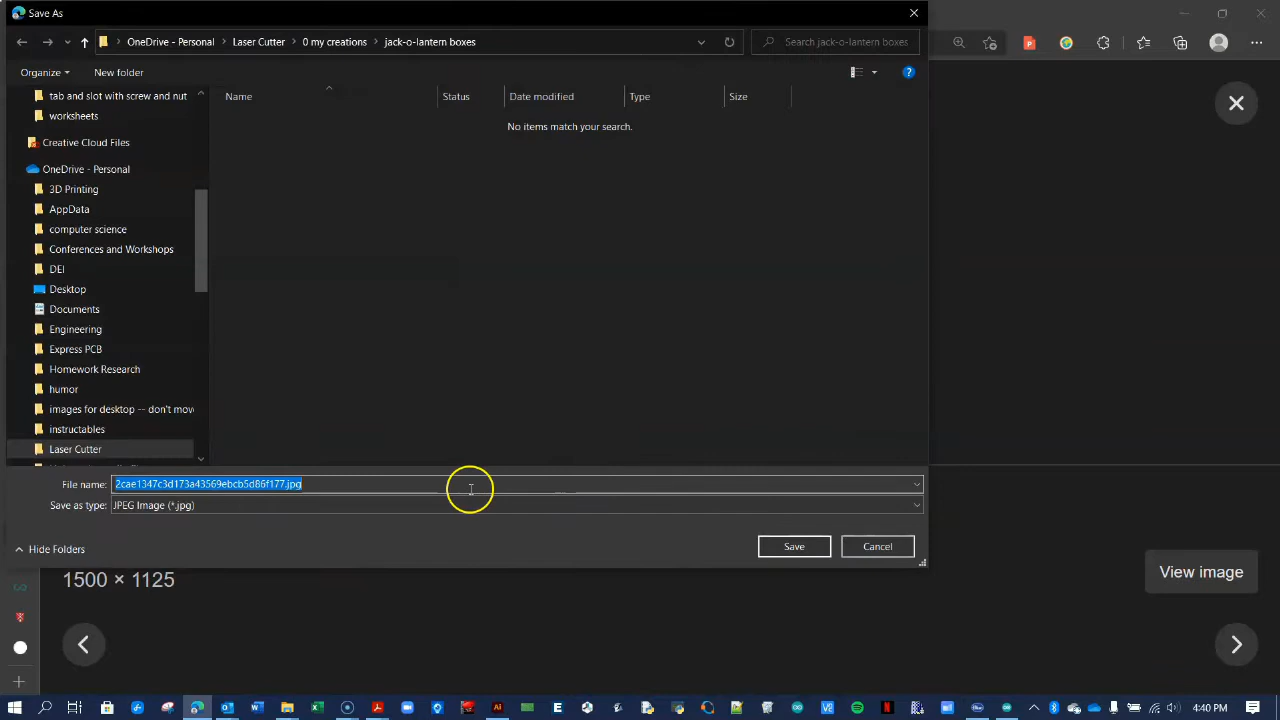 Save As
OneDrive - Personal
Laser Cutter
0 my creations
jack-o-lantern boxes
Search jack-o-lantern boxes
Organize
New folder
Name
Status
Date modified
Type
Size
No items match your search.
tab and slot with screw and nut
worksheets
Creative Cloud Files
OneDrive - Personal
3D Printing
AppData
computer science
Conferences and Workshops
DEI
Desktop
Documents
Engineering
Express PCB
Homework Research
humor
images for desktop -- don't mov
instructables
Laser Cutter
File name:
2cae1347c3d173a43569ebcb5d86f177.jpg
Save as type:
JPEG Image (*.jpg)
Hide Folders
Save
Cancel
1500 × 1125
View image
4:40 PM